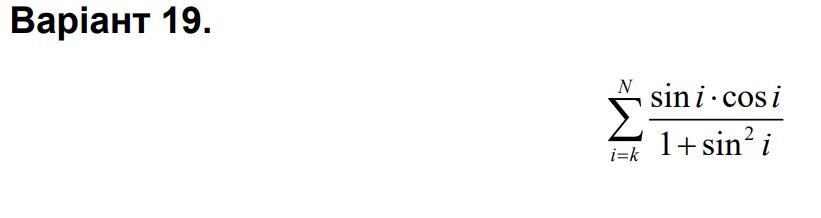 Варіант 19.
N
∑ sin i · cos i / 1 + sin² i
i=k